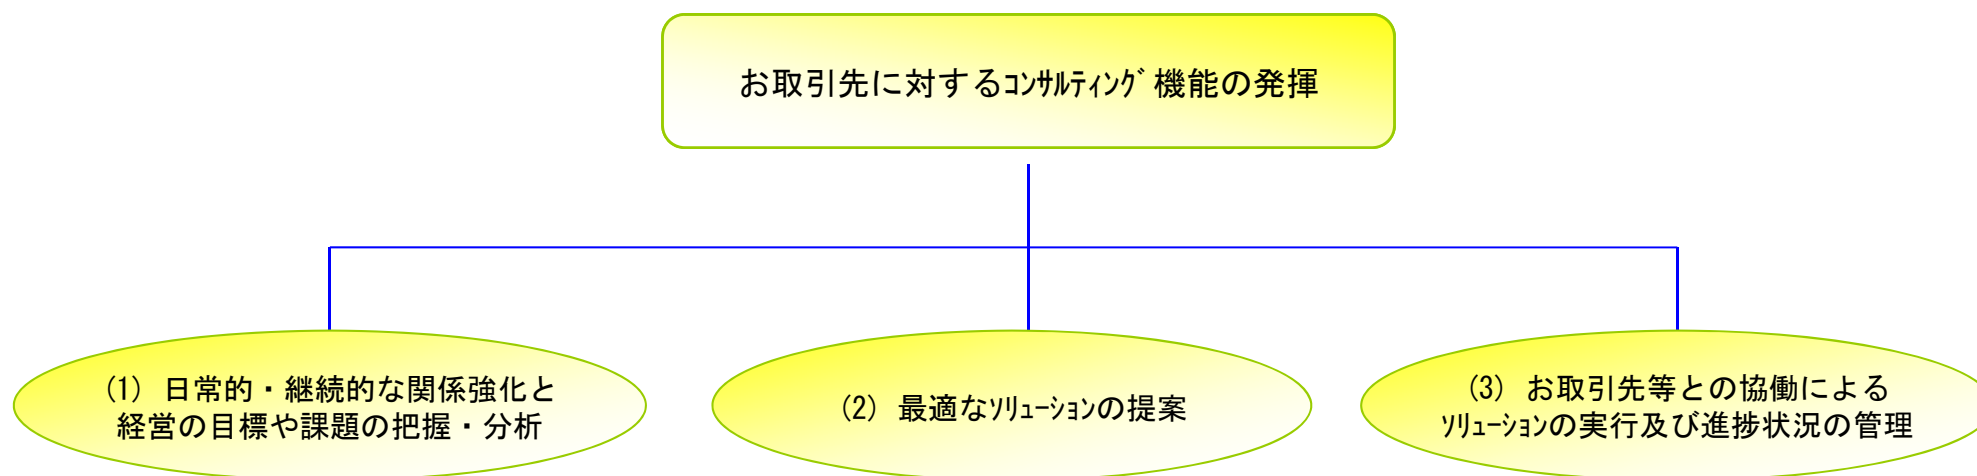 お取引先に対するｺﾝｻﾙﾃｨﾝｸﾞ機能の発揮
(1) 日常的・継続的な関係強化と
経営の目標や課題の把握・分析
(2) 最適なｿﾘｭｰｼｮﾝの提案
(3) お取引先等との協働による
ｿﾘｭｰｼｮﾝの実行及び進捗状況の管理